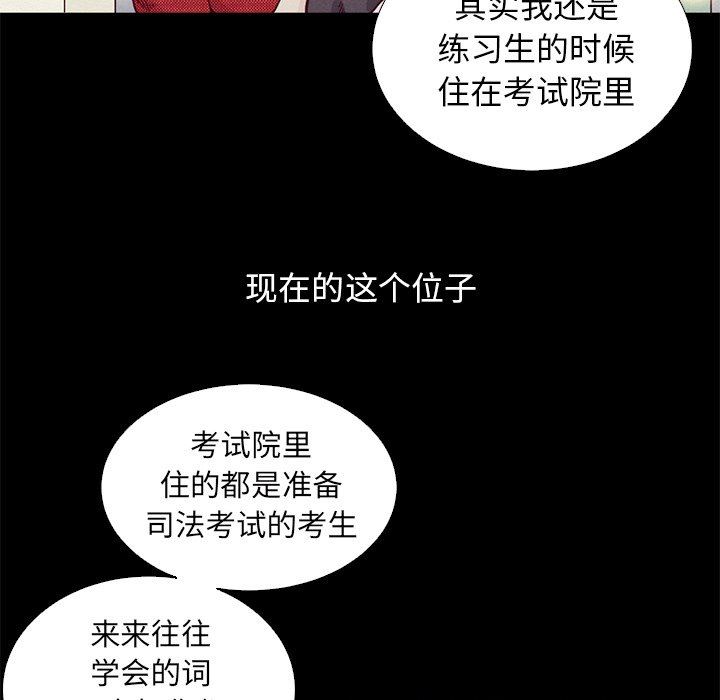 其实我还是
练习生的时候
住在考试院里
现在的这个位子
考试院里
住的都是准备
司法考试的考生
来来往往
学会的词